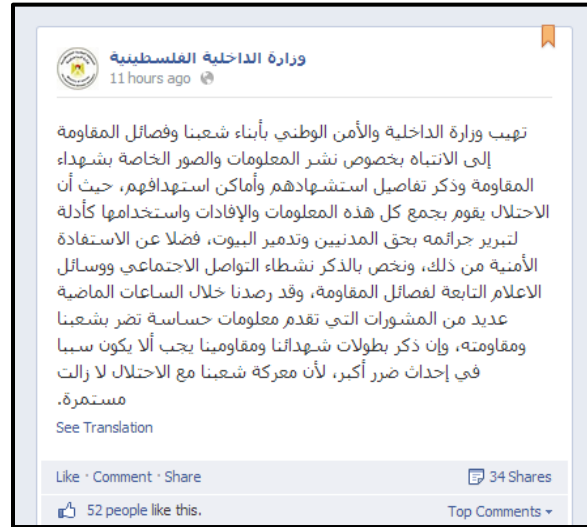 وزارة الداخلية الفلسطينية
11 hours ago
تهيب وزارة الداخلية والأمن الوطني بأبناء شعبنا وفصائل المقاومة
إلى الانتباه بخصوص نشر المعلومات والصور الخاصة بشهداء
المقاومة وذكر تفاصيل استشهادهم وأماكن استهدافهم، حيث أن
الاحتلال يقوم بجمع كل هذه المعلومات والإفادات واستخدامها كأدلة
لتبرير جرائمه بحق المدنيين وتدمير البيوت، فضلا عن الاستفادة
الأمنية من ذلك، ونخص بالذكر نشطاء التواصل الاجتماعي ووسائل
الاعلام التابعة لفصائل المقاومة، وقد رصدنا خلال الساعات الماضية
عديد من المشورات التي تقدم معلومات حساسة تضر بشعبنا
ومقاومته، وإن ذكر بطولات شهدائنا ومقاومينا يجب ألا يكون سببا
في إحداث ضرر أكبر، لأن معركة شعبنا مع الاحتلال لا زالت
مستمرة.
See Translation
Like · Comment · Share 34 Shares
52 people like this. Top Comments